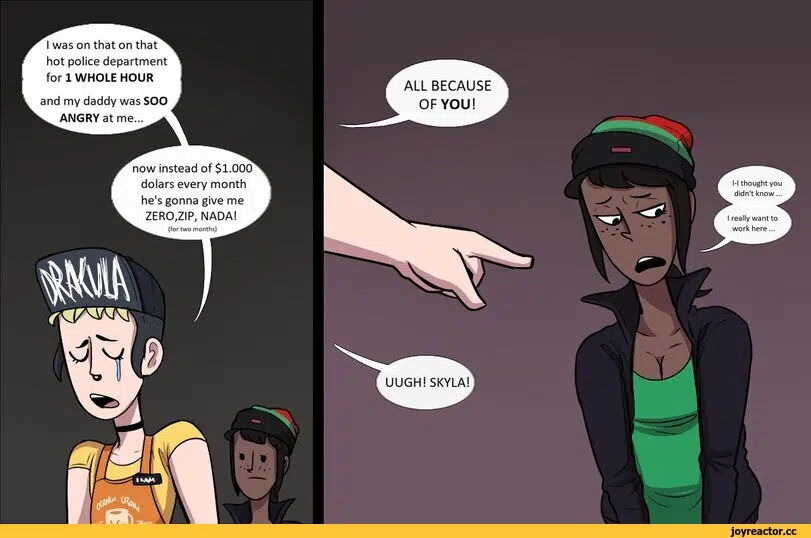 I was on that on that
hot police department
for 1 WHOLE HOUR
and my daddy was SOO
ANGRY at me...
now instead of $1.000
dolars every month
he's gonna give me
ZERO,ZIP, NADA!
(for two months)
DRAKULA
ALL BECAUSE
OF YOU!
I-I thought you
didn't know ...
I really want to
work here ...
UUGH! SKYLA!
joyreactor.cc